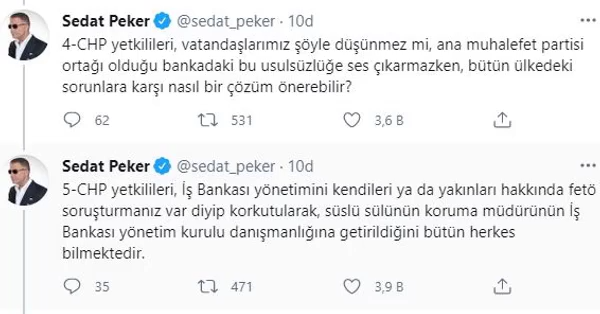 Sedat Peker @sedat_peker · 10d
4-CHP yetkilileri, vatandaşlarımız şöyle düşünmez mi, ana muhalefet partisi
ortağı olduğu bankadaki bu usulsüzlüğe ses çıkarmazken, bütün ülkedeki
sorunlara karşı nasıl bir çözüm önerebilir?
62 531 3,6 B
Sedat Peker @sedat_peker · 10d
5-CHP yetkilileri, İş Bankası yönetimini kendileri ya da yakınları hakkında fetö
soruşturmanız var diyip korkutularak, süslü sülünün koruma müdürünün İş
Bankası yönetim kurulu danışmanlığına getirildiğini bütün herkes
bilmektedir.
35 471 3,9 B